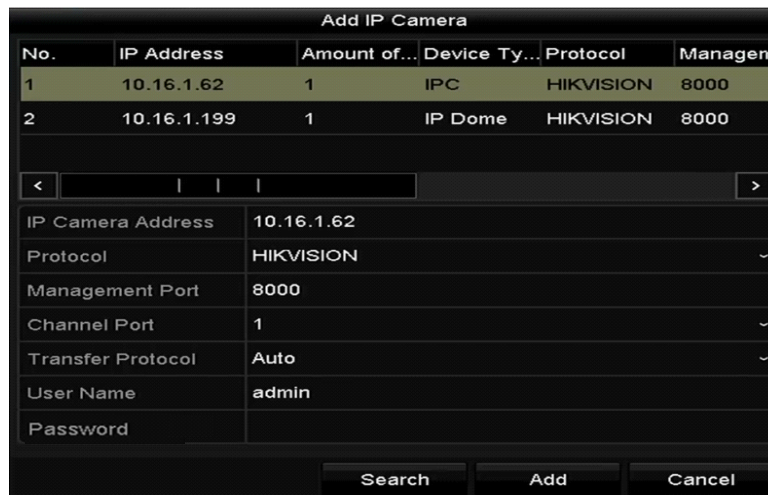 Add IP Camera
No. IP Address Amount of... Device Ty... Protocol Managen
1 10.16.1.62 1 IPC HIKVISION 8000
2 10.16.1.199 1 IP Dome HIKVISION 8000
< >
IP Camera Address 10.16.1.62
Protocol HIKVISION
Management Port 8000
Channel Port 1
Transfer Protocol Auto
User Name admin
Password
Search Add Cancel